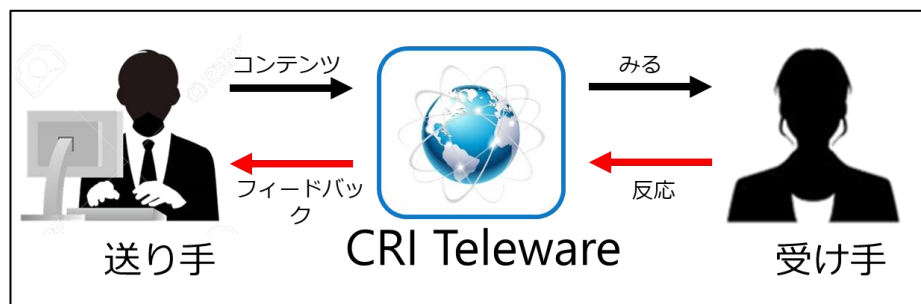 コンテンツ
みる
フィードバッ
ク
反応
送り手
CRI Teleware
受け手